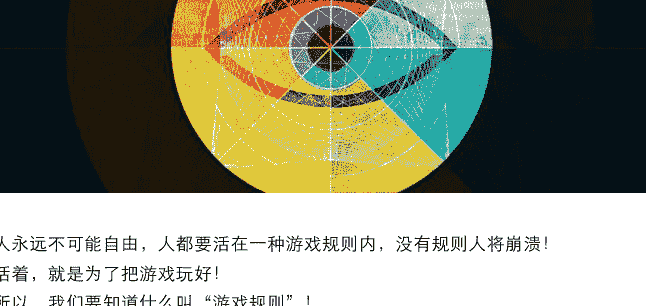 人永远不可能自由，人都要活在一种游戏规则内，没有规则人将崩溃！
活着，就是为了把游戏玩好！
所以，我们要知道什么叫“游戏规则”！